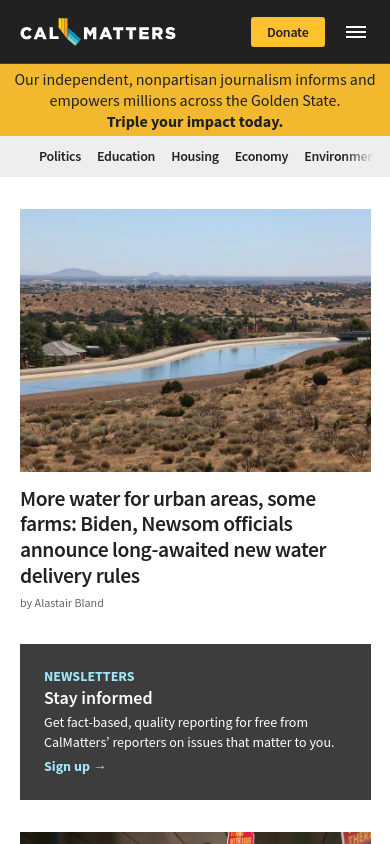 CAL MATTERS
Donate
Our independent, nonpartisan journalism informs and
empowers millions across the Golden State.
Triple your impact today.
Politics Education Housing Economy
More water for urban areas, some
farms: Biden, Newsom officials
announce long-awaited new water
delivery rules
by Alastair Bland
NEWSLETTERS
Stay informed
Get fact-based, quality reporting for free from
CalMatters’ reporters on issues that matter to you.
Sign up →